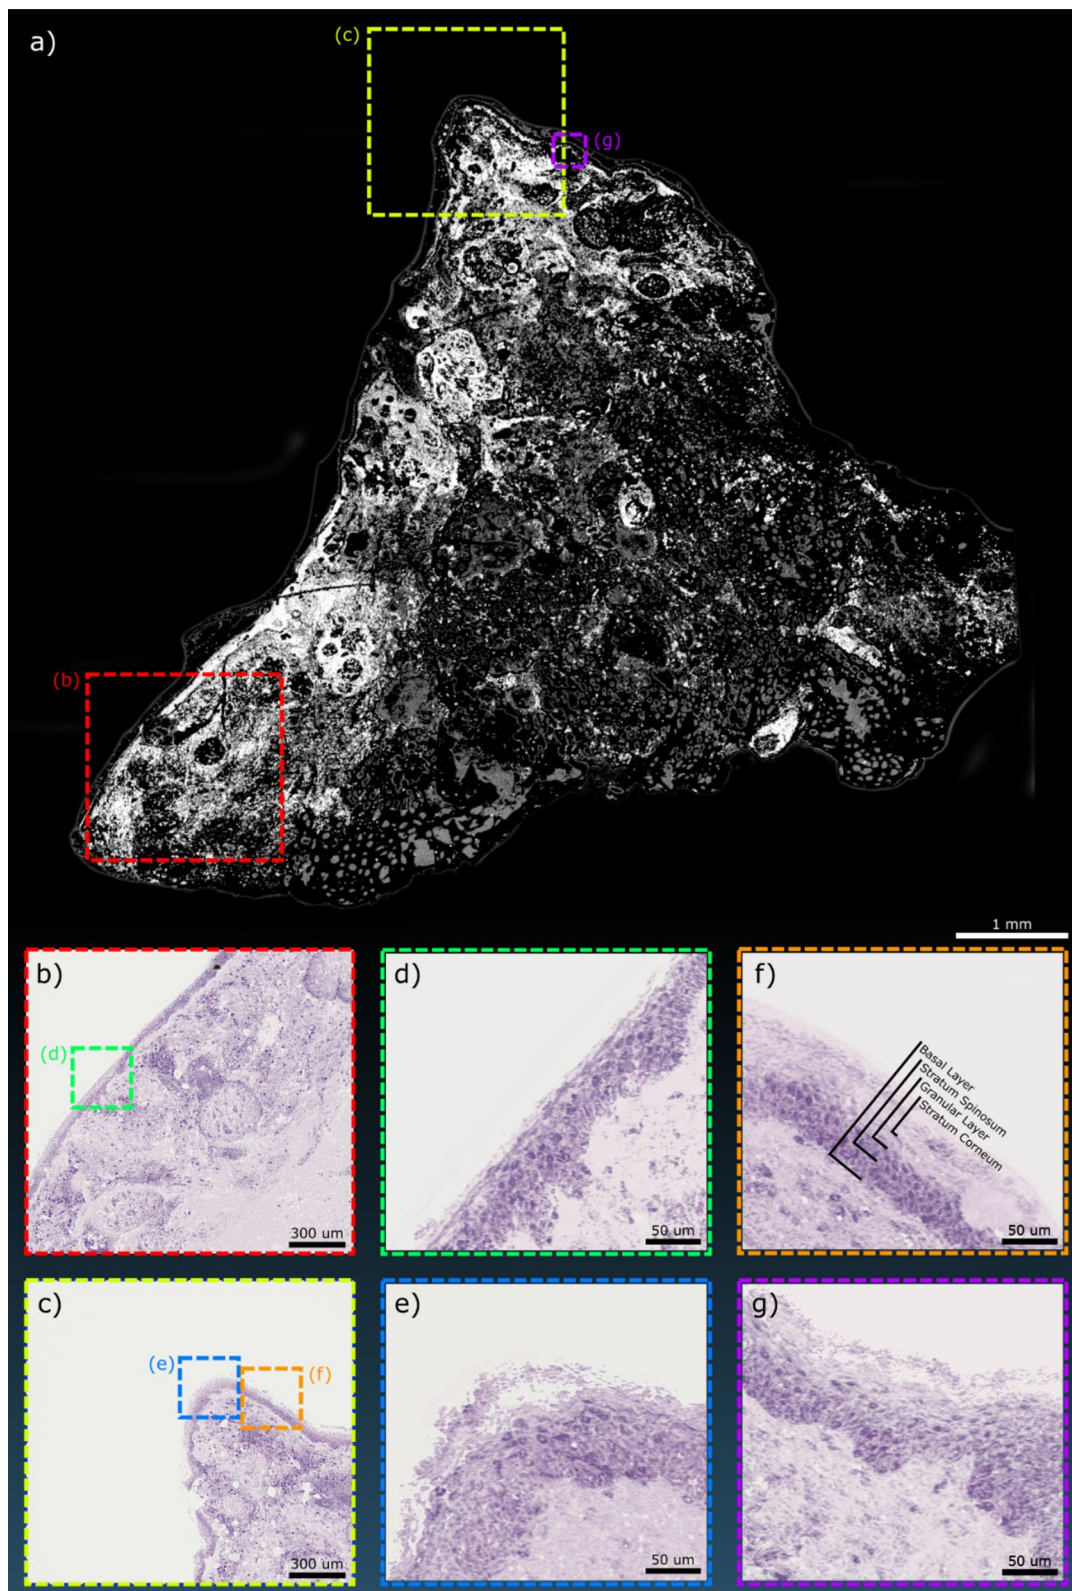 a)
(c)
(g)
(b)
1 mm
b)
(d)
300 um
d)
50 um
f)
Basal Layer
Stratum Spinosum
Granular Layer
Stratum Corneum
50 um
c)
(e)
(f)
300 um
e)
50 um
g)
50 um